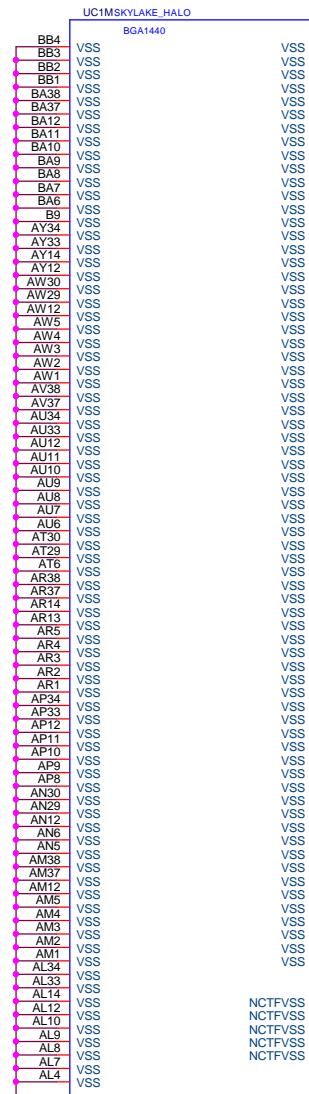 UC1M SKYLAKE_HALO
BGA1440
BB4 VSS VSS
BB3 VSS VSS
BB2 VSS VSS
BB1 VSS VSS
BA38 VSS VSS
BA37 VSS VSS
BA12 VSS VSS
BA11 VSS VSS
BA10 VSS VSS
BA9 VSS VSS
BA8 VSS VSS
BA7 VSS VSS
BA6 VSS VSS
B9 VSS VSS
AY34 VSS VSS
AY33 VSS VSS
AY14 VSS VSS
AY12 VSS VSS
AW30 VSS VSS
AW29 VSS VSS
AW12 VSS VSS
AW5 VSS VSS
AW4 VSS VSS
AW3 VSS VSS
AW2 VSS VSS
AW1 VSS VSS
AV38 VSS VSS
AV37 VSS VSS
AU34 VSS VSS
AU33 VSS VSS
AU12 VSS VSS
AU11 VSS VSS
AU10 VSS VSS
AU9 VSS VSS
AU8 VSS VSS
AU7 VSS VSS
AU6 VSS VSS
AT30 VSS VSS
AT29 VSS VSS
AT6 VSS VSS
AR38 VSS VSS
AR37 VSS VSS
AR14 VSS VSS
AR13 VSS VSS
AR5 VSS VSS
AR4 VSS VSS
AR3 VSS VSS
AR2 VSS VSS
AR1 VSS VSS
AP34 VSS VSS
AP33 VSS VSS
AP12 VSS VSS
AP11 VSS VSS
AP10 VSS VSS
AP9 VSS VSS
AP8 VSS VSS
AN30 VSS VSS
AN29 VSS VSS
AN12 VSS VSS
AN6 VSS VSS
AN5 VSS VSS
AM38 VSS VSS
AM37 VSS VSS
AM12 VSS VSS
AM5 VSS VSS
AM4 VSS VSS
AM3 VSS VSS
AM2 VSS VSS
AM1 VSS VSS
AL34 VSS
AL33 VSS
AL14 VSS NCTFVSS
AL12 VSS NCTFVSS
AL10 VSS NCTFVSS
AL9 VSS NCTFVSS
AL8 VSS NCTFVSS
AL7 VSS
AL4 VSS